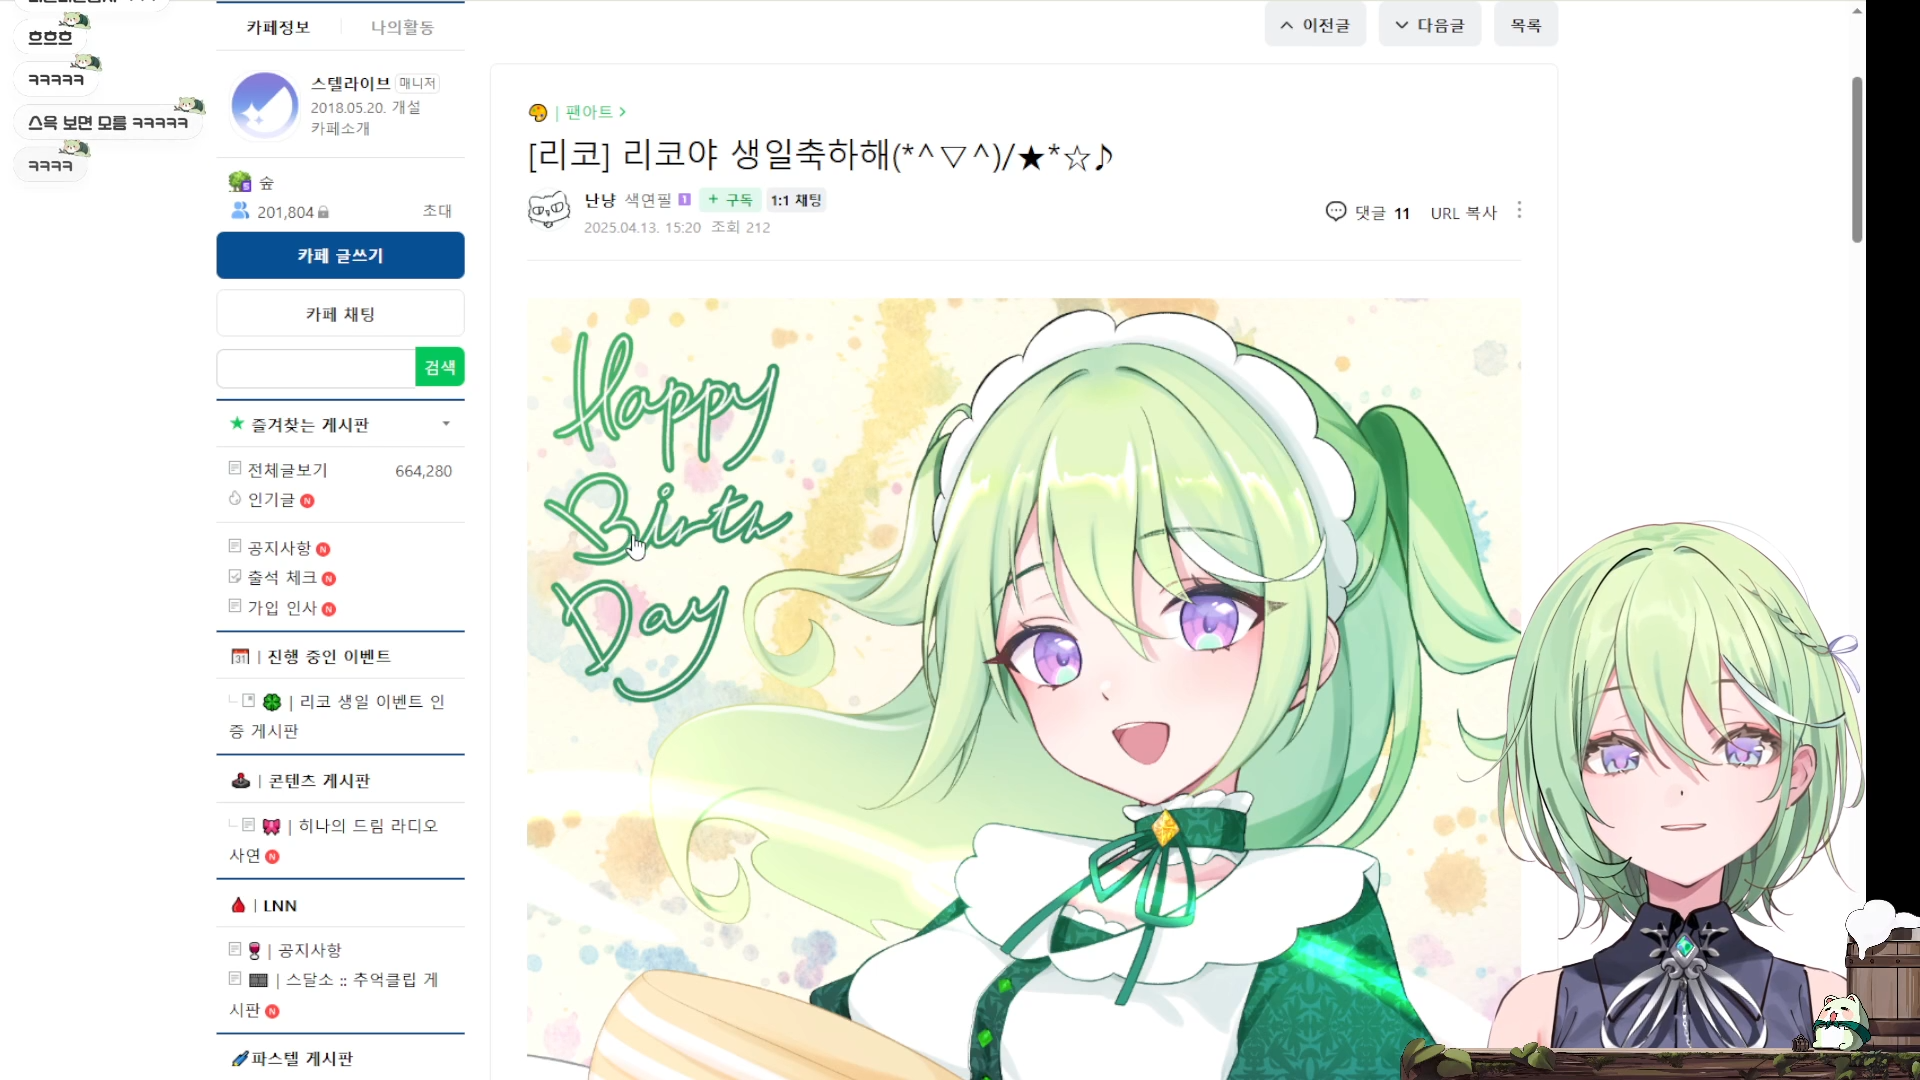 흐흐흐
ㅋㅋㅋㅋㅋ
스윽 보면 모름 ㅋㅋㅋㅋㅋ
ㅋㅋㅋㅋ
카페정보
나의활동
스텔라이브 매니저
2018.05.20. 개설
카페소개
숲
201,804
초대
카페 글쓰기
카페 채팅
검색
즐겨찾는 게시판
전체글보기 664,280
인기글 N
공지사항 N
출석 체크 N
가입 인사 N
31 | 진행 중인 이벤트
| 리코 생일 이벤트 인
증 게시판
| 콘텐츠 게시판
| 히나의 드림 라디오
사연 N
| LNN
| 공지사항
| 스달소 :: 추억클립 게
시판 N
파스텔 게시판
이전글
다음글
목록
| 팬아트 >
[리코] 리코야 생일축하해(*^▽^)/★*☆♪
난냥 색연필 1 + 구독 1:1 채팅
2025.04.13. 15:20 조회 212
댓글 11 URL 복사
Happy
Birth
Day